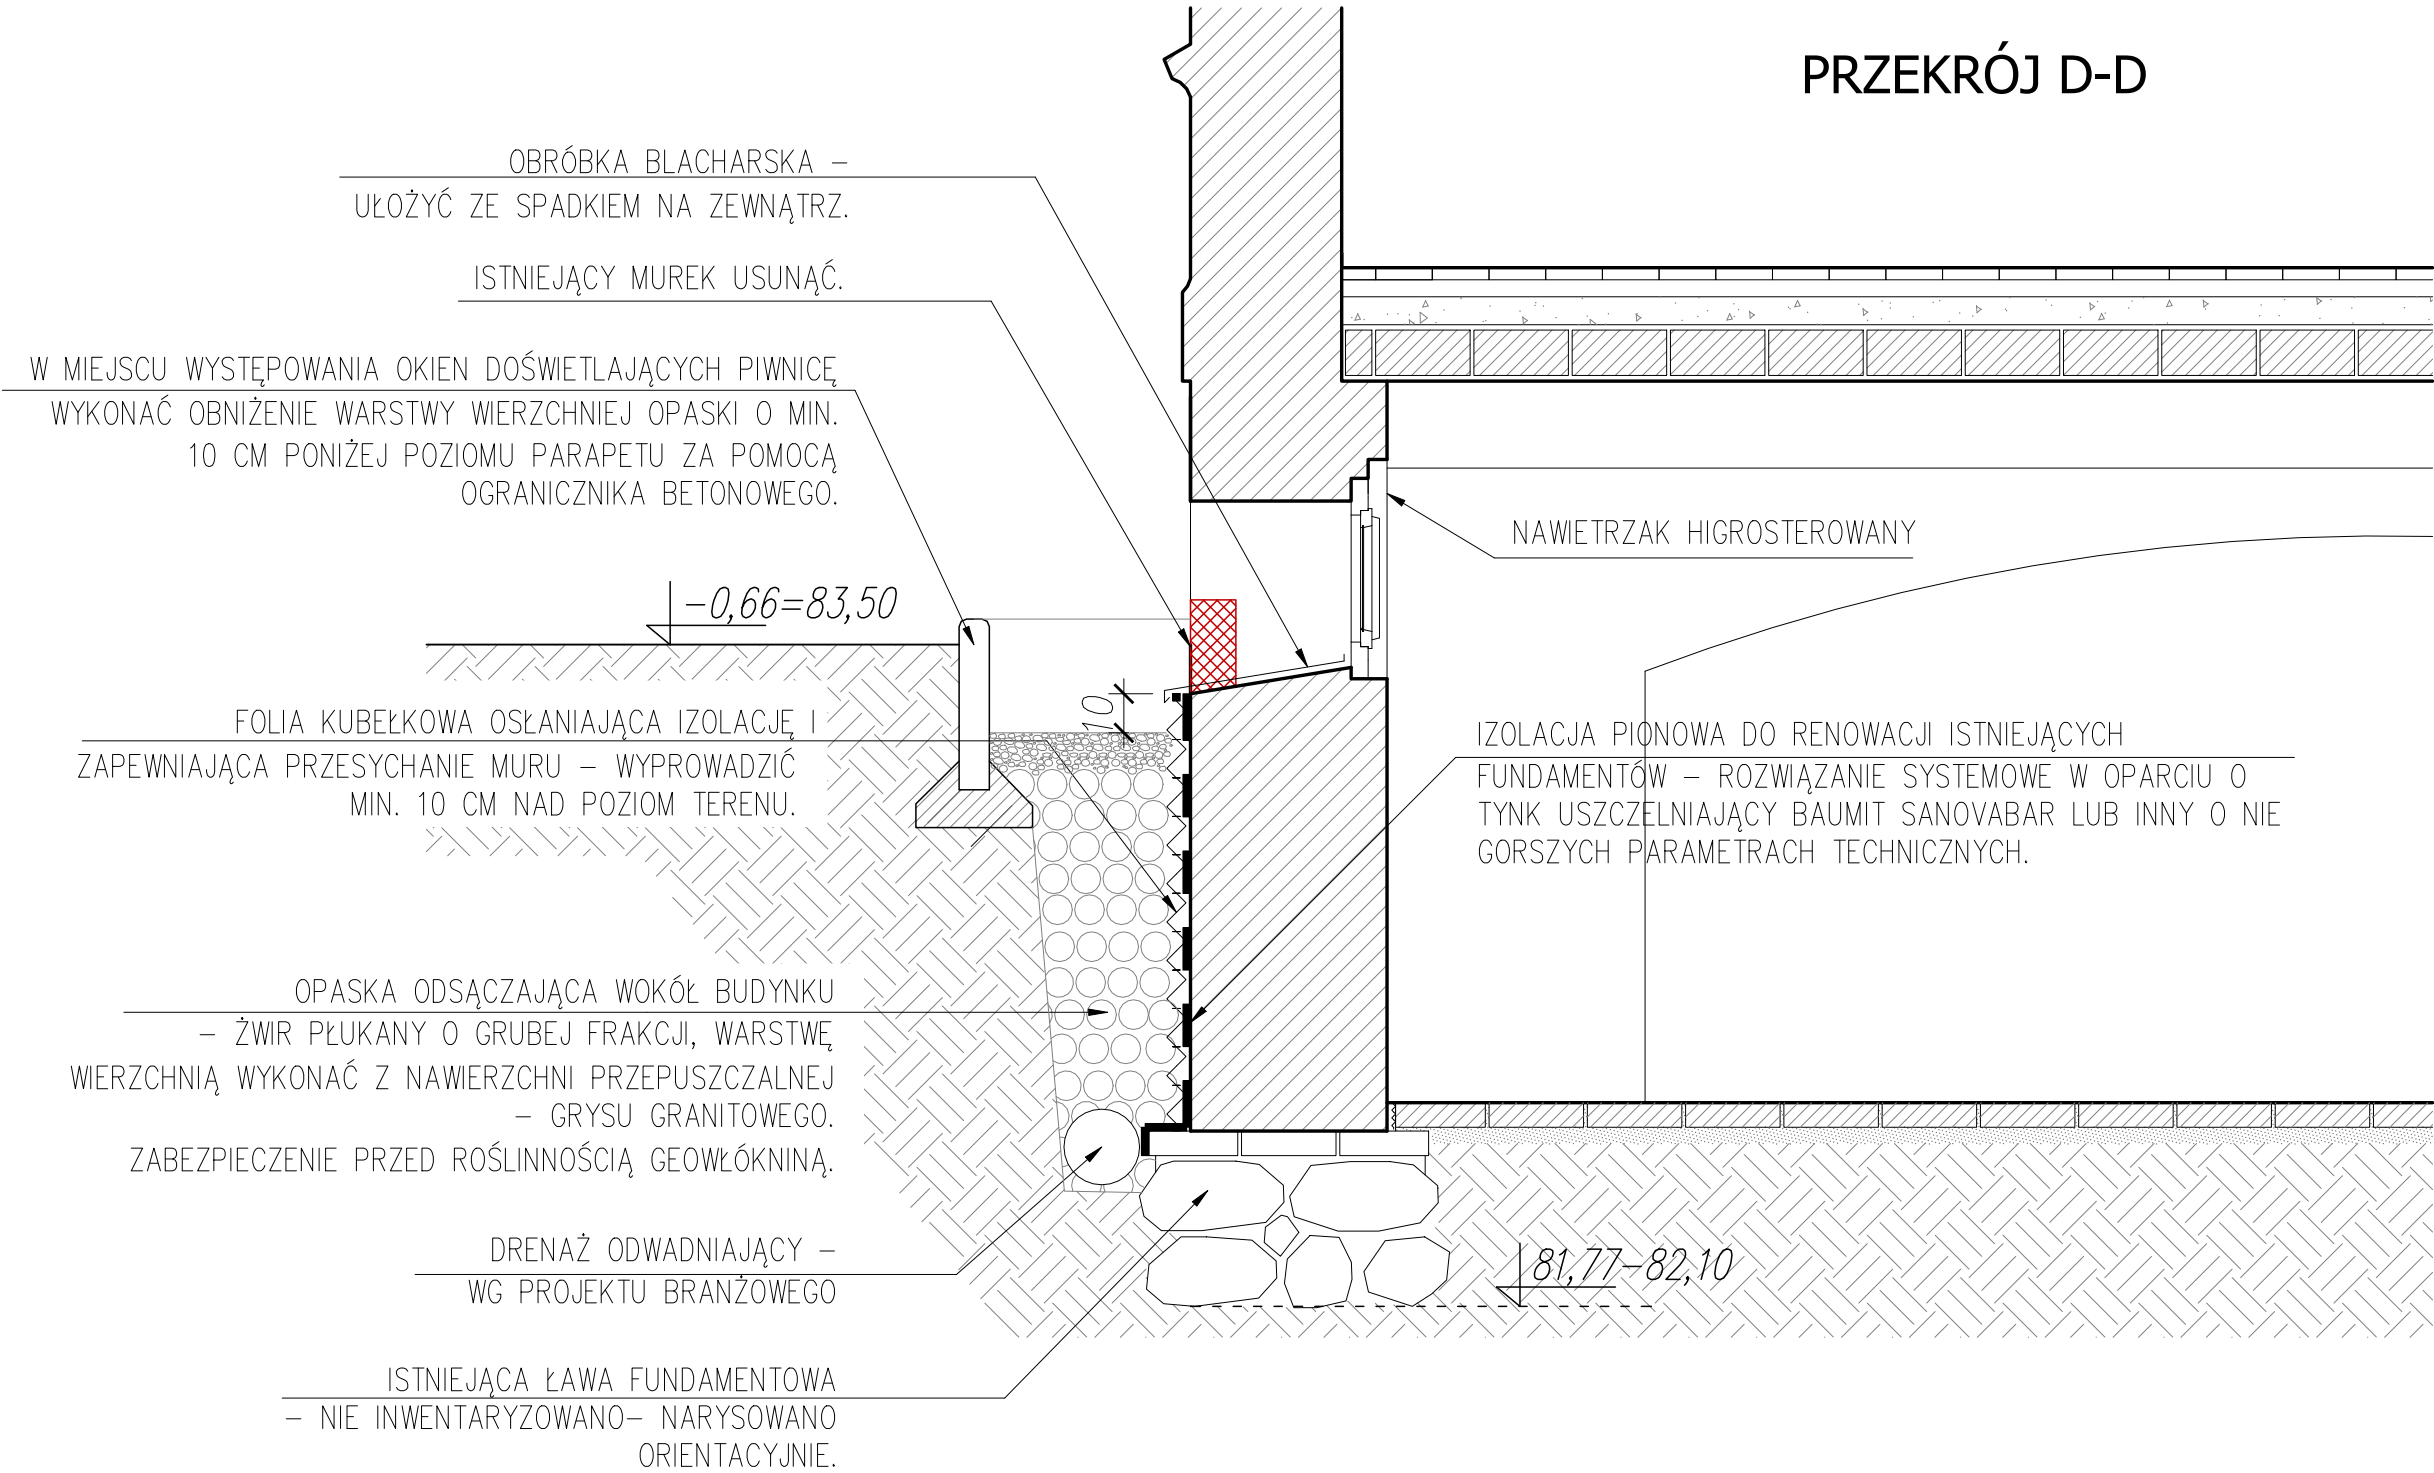 PRZEKRÓJ D-D
OBRÓBKA BLACHARSKA –
UŁOŻYĆ ZE SPADKIEM NA ZEWNĄTRZ.
ISTNIEJĄCY MUREK USUNĄĆ.
W MIEJSCU WYSTĘPOWANIA OKIEN DOŚWIETLAJĄCYCH PIWNICĘ
WYKONAĆ OBNIŻENIE WARSTWY WIERZCHNIEJ OPASKI O MIN.
10 CM PONIŻEJ POZIOMU PARAPETU ZA POMOCĄ
OGRANICZNIKA BETONOWEGO.
NAWIETRZAK HIGROSTEROWANY
-0,66=83,50
10
FOLIA KUBEŁKOWA OSŁANIAJĄCA IZOLACJĘ I
ZAPEWNIAJĄCA PRZESYCHANIE MURU – WYPROWADZIĆ
MIN. 10 CM NAD POZIOM TERENU.
IZOLACJA PIONOWA DO RENOWACJI ISTNIEJĄCYCH
FUNDAMENTÓW – ROZWIĄZANIE SYSTEMOWE W OPARCIU O
TYNK USZCZELNIAJĄCY BAUMIT SANOVABAR LUB INNY O NIE
GORSZYCH PARAMETRACH TECHNICZNYCH.
OPASKA ODSĄCZAJĄCA WOKÓŁ BUDYNKU
– ŻWIR PŁUKANY O GRUBEJ FRAKCJI, WARSTWĘ
WIERZCHNIĄ WYKONAĆ Z NAWIERZCHNI PRZEPUSZCZALNEJ
– GRYSU GRANITOWEGO.
ZABEZPIECZENIE PRZED ROŚLINNOŚCIĄ GEOWŁÓKNINĄ.
DRENAŻ ODWADNIAJĄCY –
WG PROJEKTU BRANŻOWEGO
81,77-82,10
ISTNIEJĄCA ŁAWA FUNDAMENTOWA
– NIE INWENTARYZOWANO– NARYSOWANO
ORIENTACYJNIE.